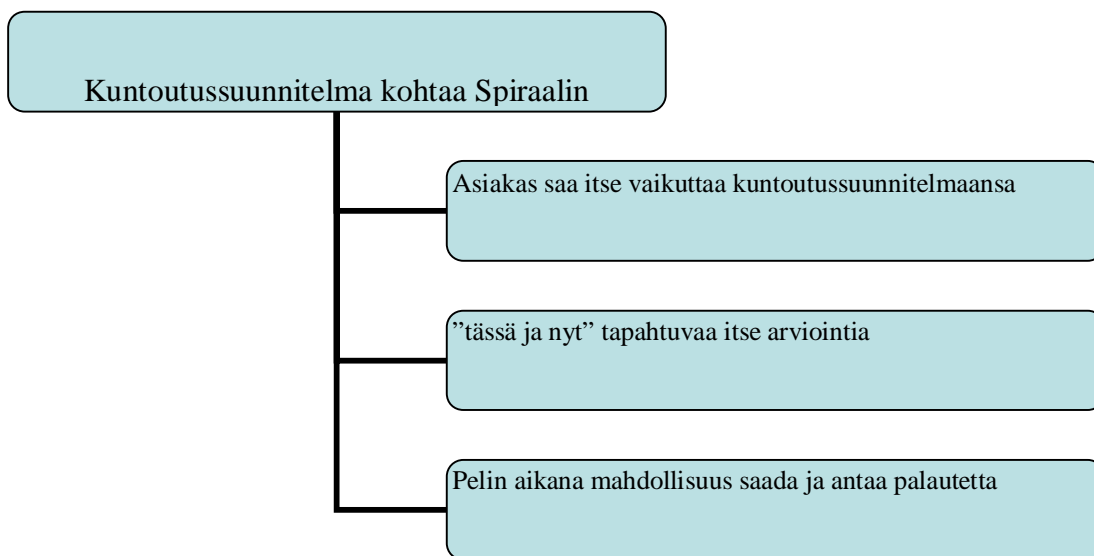 Kuntoutussuunnitelma kohtaa Spiraalin
Asiakas saa itse vaikuttaa kuntoutussuunnitelmaansa
”tässä ja nyt” tapahtuvaa itse arviointia
Pelin aikana mahdollisuus saada ja antaa palautetta